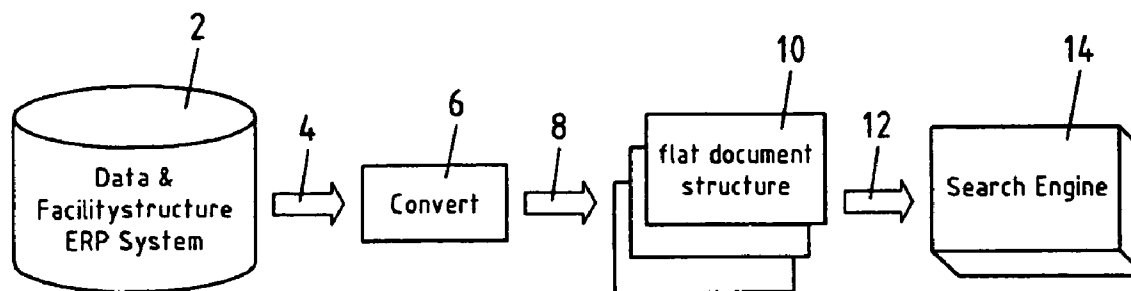 2
4
6
8
10
12
14
Data &
Facilitystructure
ERP System
Convert
flat document
structure
Search Engine